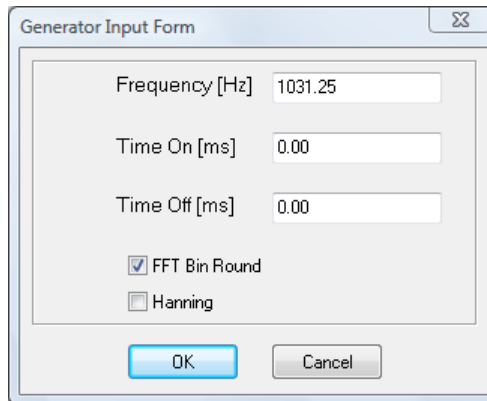 Generator Input Form
Frequency [Hz] 1031.25
Time On [ms] 0.00
Time Off [ms] 0.00
FFT Bin Round
Hanning
OK Cancel